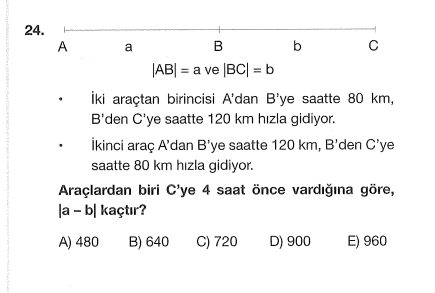 24.
A a B b C
|AB| = a ve |BC| = b
• İki araçtan birincisi A'dan B'ye saatte 80 km,
B'den C'ye saatte 120 km hızla gidiyor.
• İkinci araç A'dan B'ye saatte 120 km, B'den C'ye
saatte 80 km hızla gidiyor.
Araçlardan biri C'ye 4 saat önce vardığına göre,
|a – b| kaçtır?
A) 480 B) 640 C) 720 D) 900 E) 960